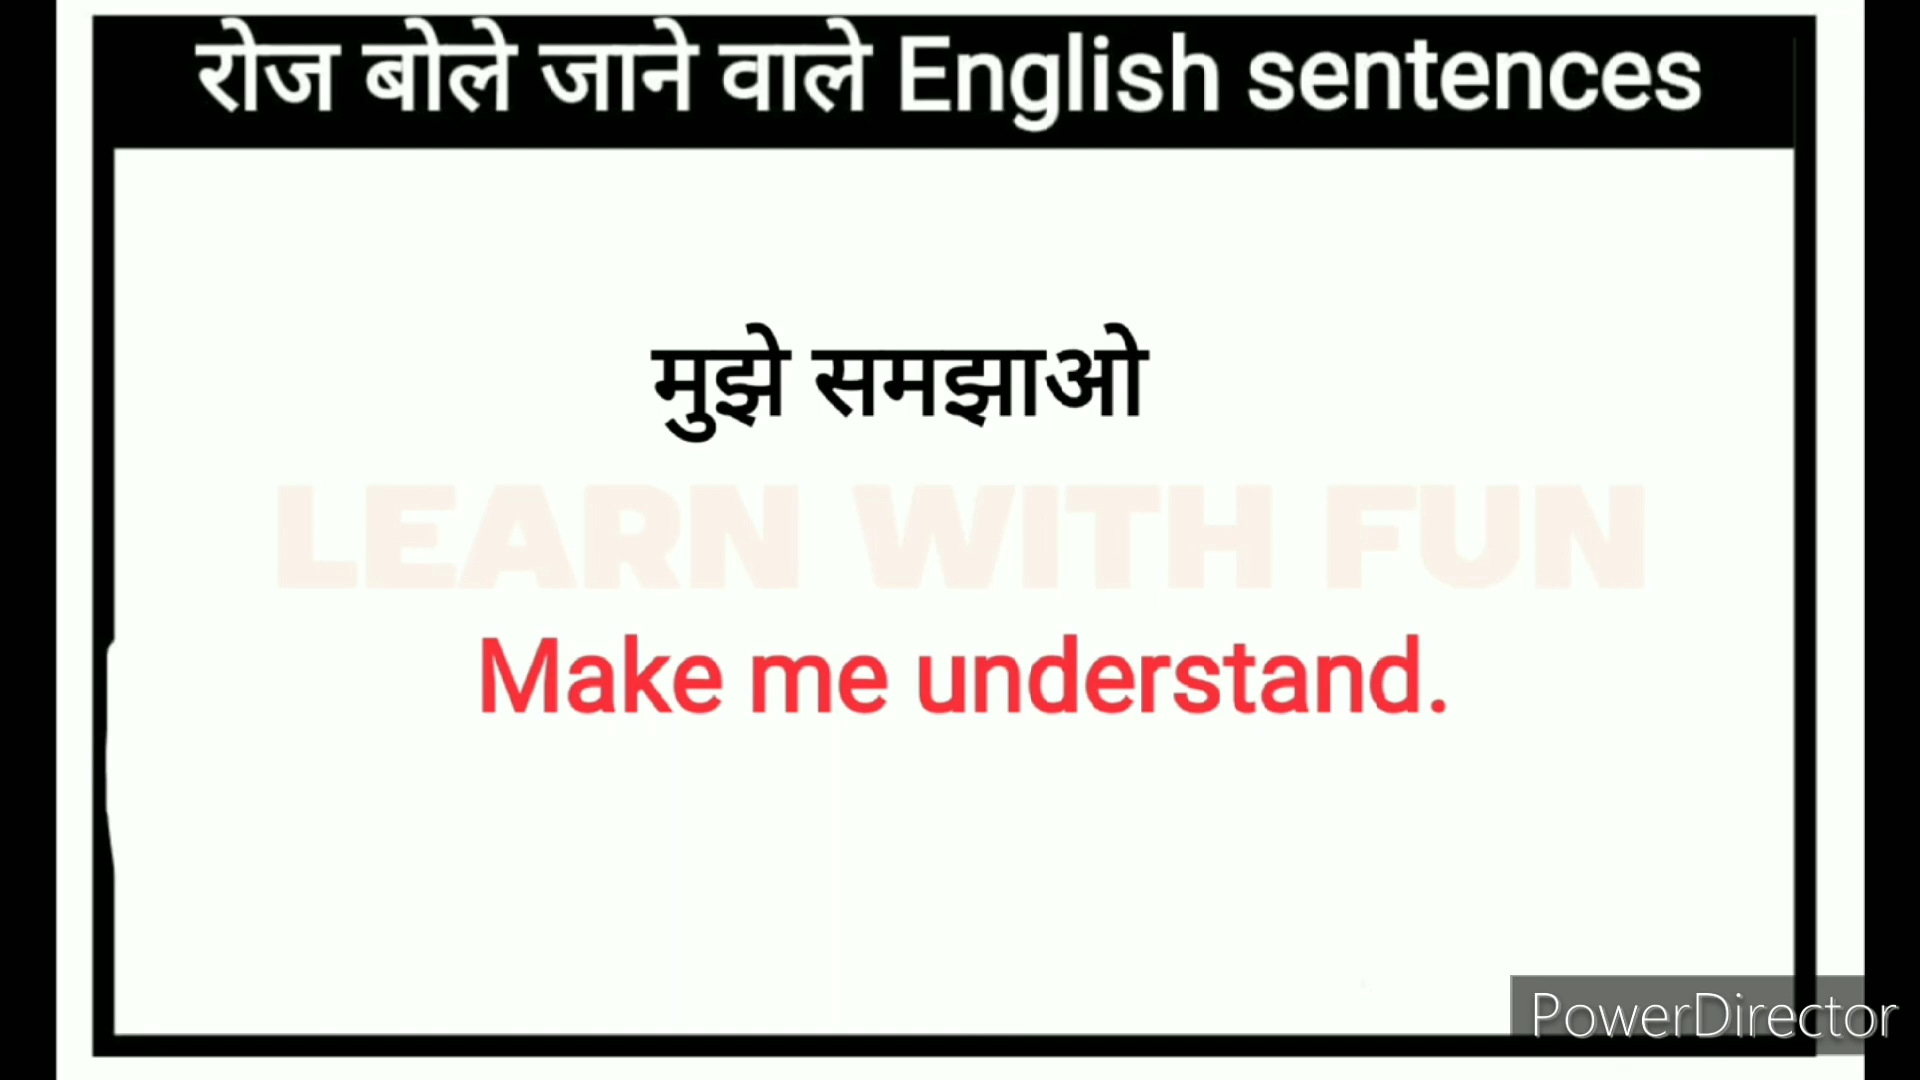 रोज बोले जाने वाले English sentences
मुझे समझाओ
LEARN WITH FUN
Make me understand.
PowerDirector